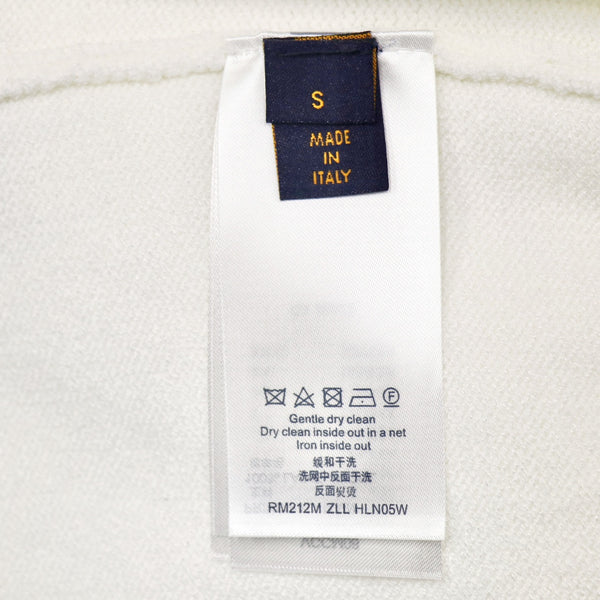 S
MADE
IN
ITALY
F
Gentle dry clean
Dry clean inside out in a net
Iron inside out
缓和干洗
洗网中反面干洗
反面熨烫
RM212M ZLL HLN05W